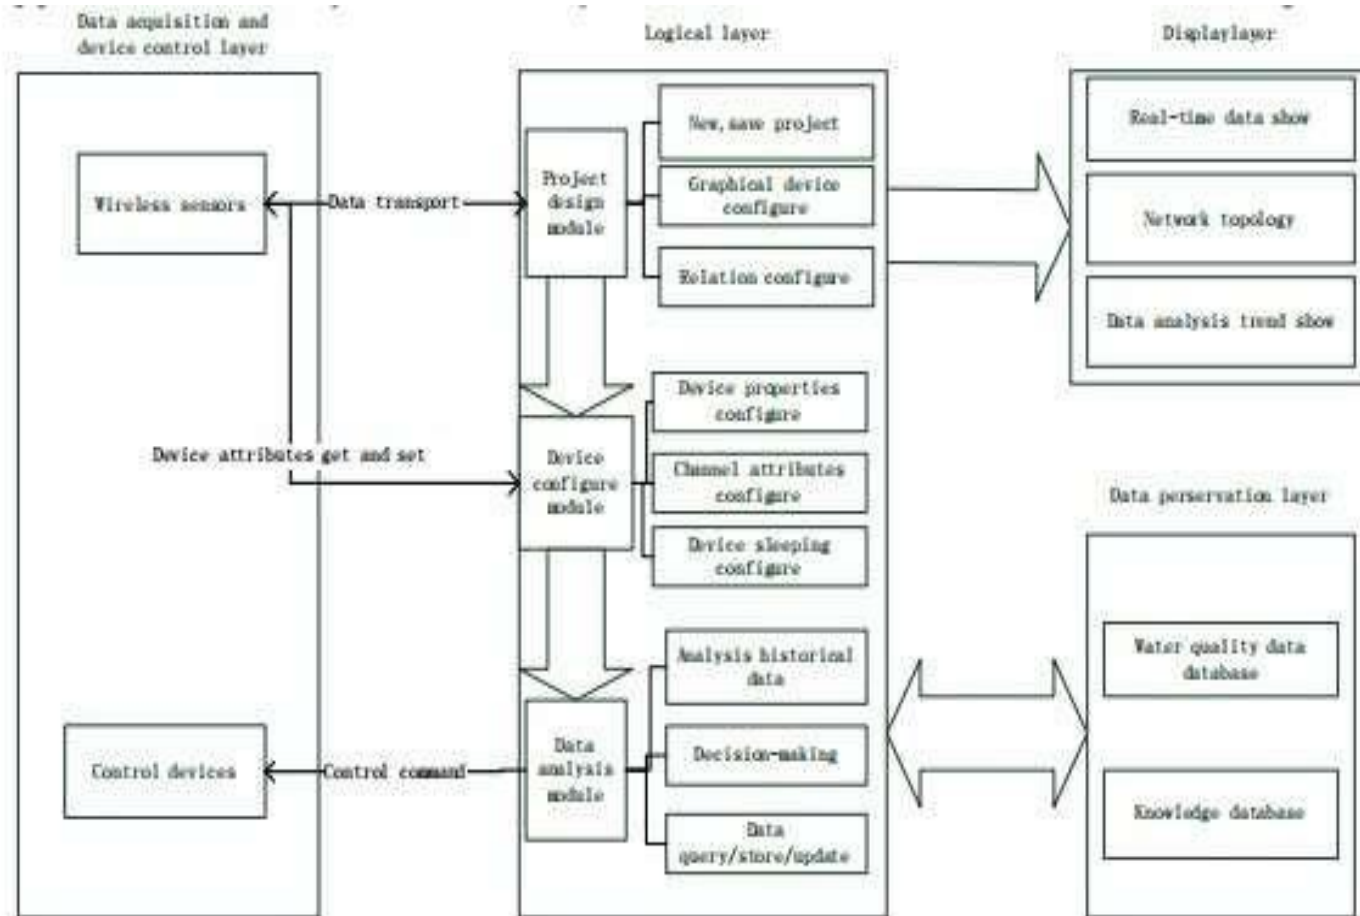 Data acquisition and
device control layer
Logical layer
Displaylayer
Wireless sensors
Data transport
Device attributes get and set
Control devices
Control command
Project
design
module
New,save project
Graphical device
configure
Relation configure
Device
configure
module
Device properties
configure
Channel attributes
configure
Device sleeping
configure
Data
analysis
module
Analysis historical
data
Decision-making
Data
query/store/update
Real-time data show
Network topology
Data analysis trend show
Data perservation layer
Water quality data
database
Knowledge database